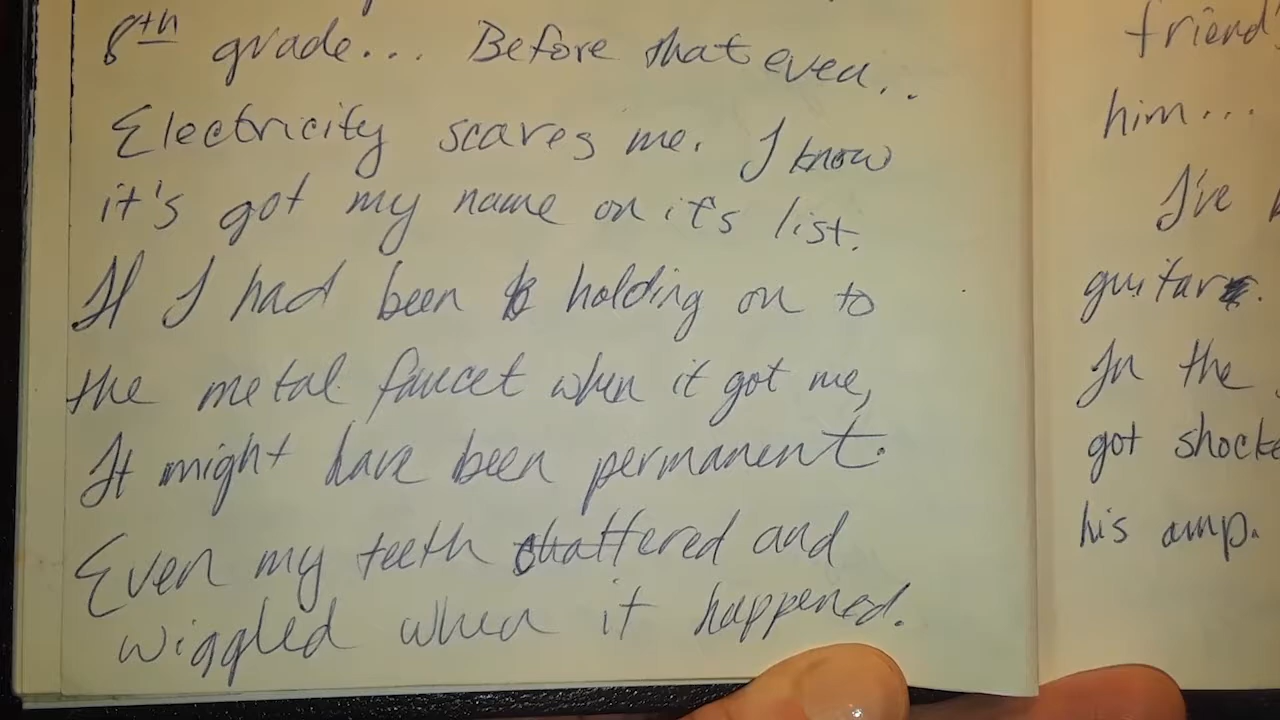 8th grade... Before that even..
Electricity scares me. I know
it's got my name on it's list.
If I had been holding on to
the metal faucet when it got me,
It might have been permanent.
Even my teeth chattered and
wiggled when it happened.
friend
him...
I've
guitar.
In the
got shocke
his amp.